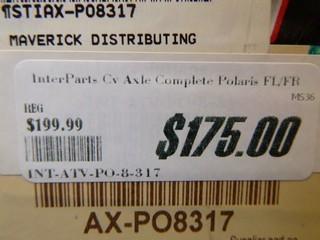 ¶STIAX-PO8317
MAVERICK DISTRIBUTING
InterParts Cv Axle Complete Polaris FL/FR
MS36
REG
$199.99
$175.00
INT-ATV-PO-8-317
AX-PO8317